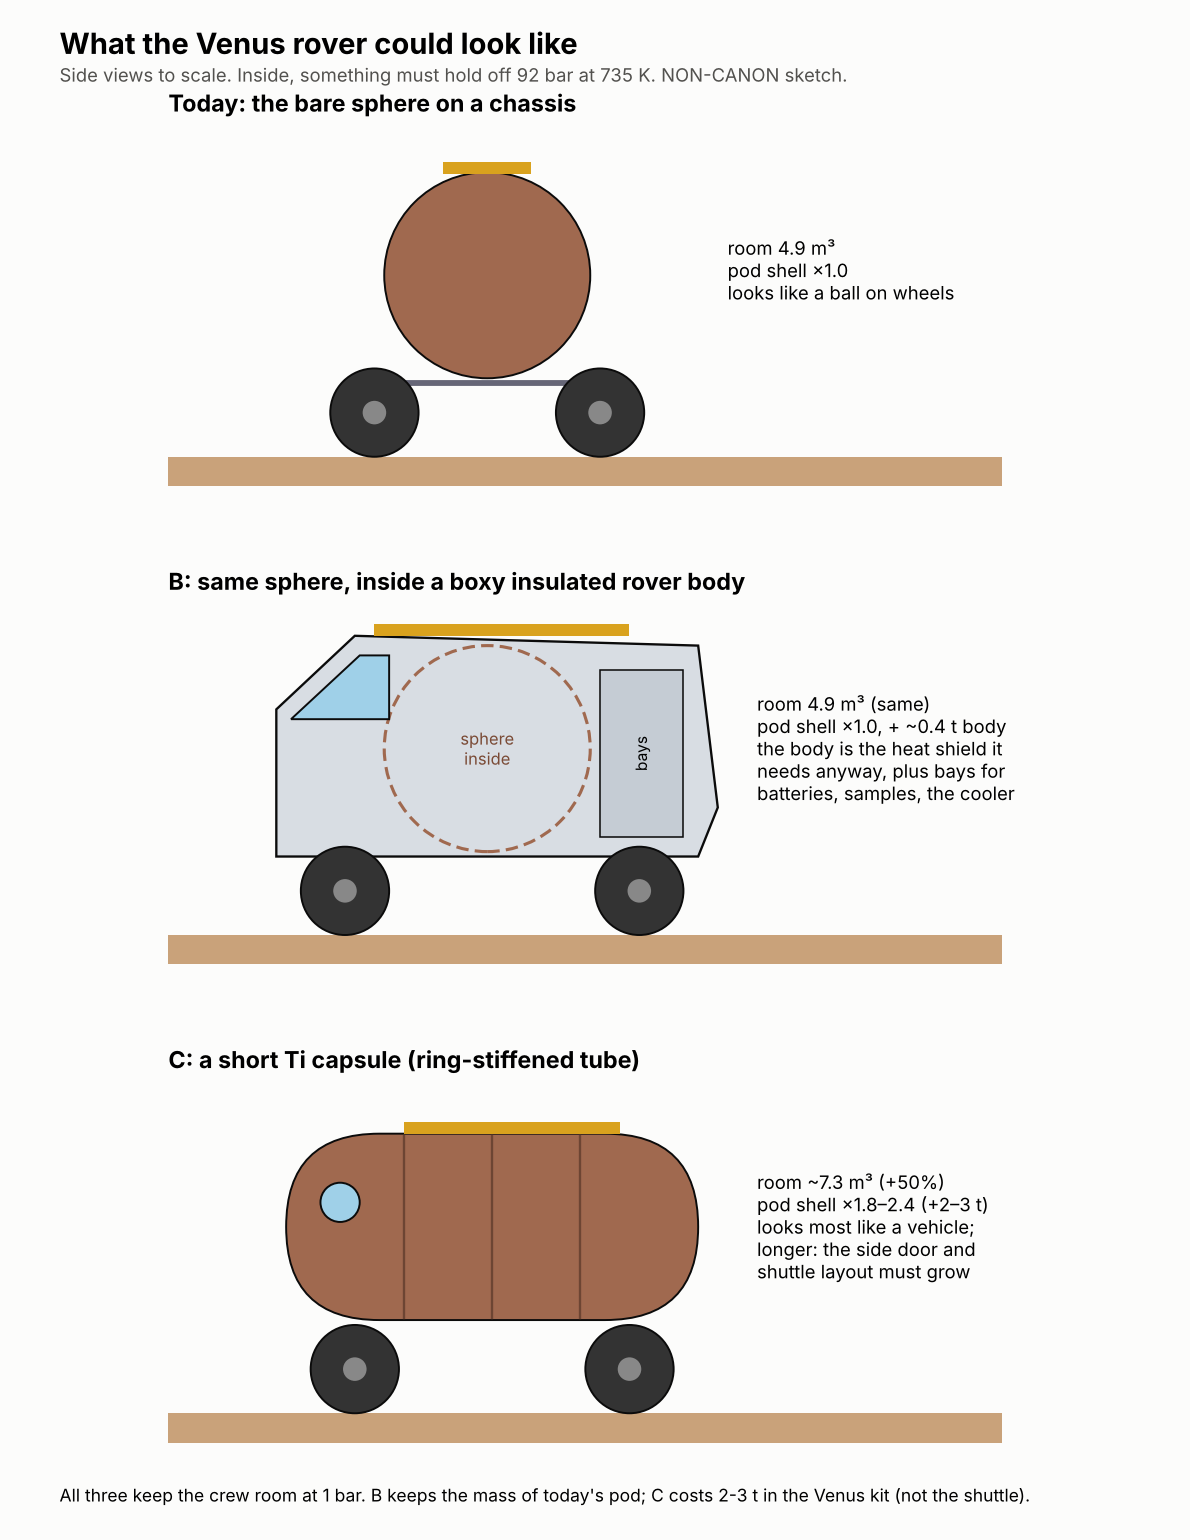 What the Venus rover could look like
Side views to scale. Inside, something must hold off 92 bar at 735 K. NON-CANON sketch.
Today: the bare sphere on a chassis
room 4.9 m³
pod shell ×1.0
looks like a ball on wheels
B: same sphere, inside a boxy insulated rover body
sphere
inside
bays
room 4.9 m³ (same)
pod shell ×1.0, + ~0.4 t body
the body is the heat shield it
needs anyway, plus bays for
batteries, samples, the cooler
C: a short Ti capsule (ring-stiffened tube)
room ~7.3 m³ (+50%)
pod shell ×1.8–2.4 (+2–3 t)
looks most like a vehicle;
longer: the side door and
shuttle layout must grow
All three keep the crew room at 1 bar. B keeps the mass of today's pod; C costs 2-3 t in the Venus kit (not the shuttle).